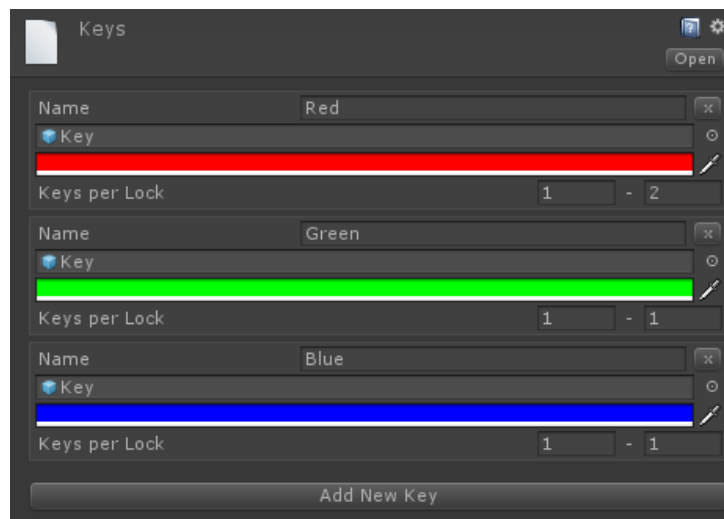 Keys
Open
Name Red x
Key
Keys per Lock 1 - 2
Name Green x
Key
Keys per Lock 1 - 1
Name Blue x
Key
Keys per Lock 1 - 1
Add New Key